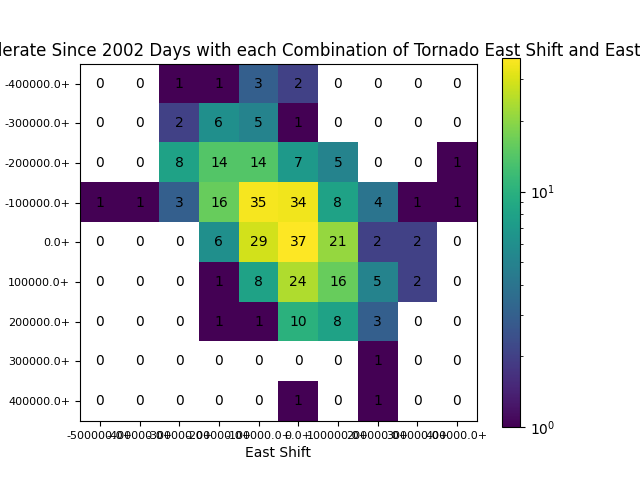 lerate Since 2002 Days with each Combination of Tornado East Shift and East
-400000.0+ 0 0 1 1 3 2 0 0 0 0
-300000.0+ 0 0 2 6 5 1 0 0 0 0
-200000.0+ 0 0 8 14 14 7 5 0 0 1
-100000.0+ 1 1 3 16 35 34 8 4 1 1
0.0+ 0 0 0 6 29 37 21 2 2 0
100000.0+ 0 0 0 1 8 24 16 5 2 0
200000.0+ 0 0 0 1 1 10 8 3 0 0
300000.0+ 0 0 0 0 0 0 0 1 0 0
400000.0+ 0 0 0 0 0 1 0 1 0 0
East Shift
10¹
10⁰